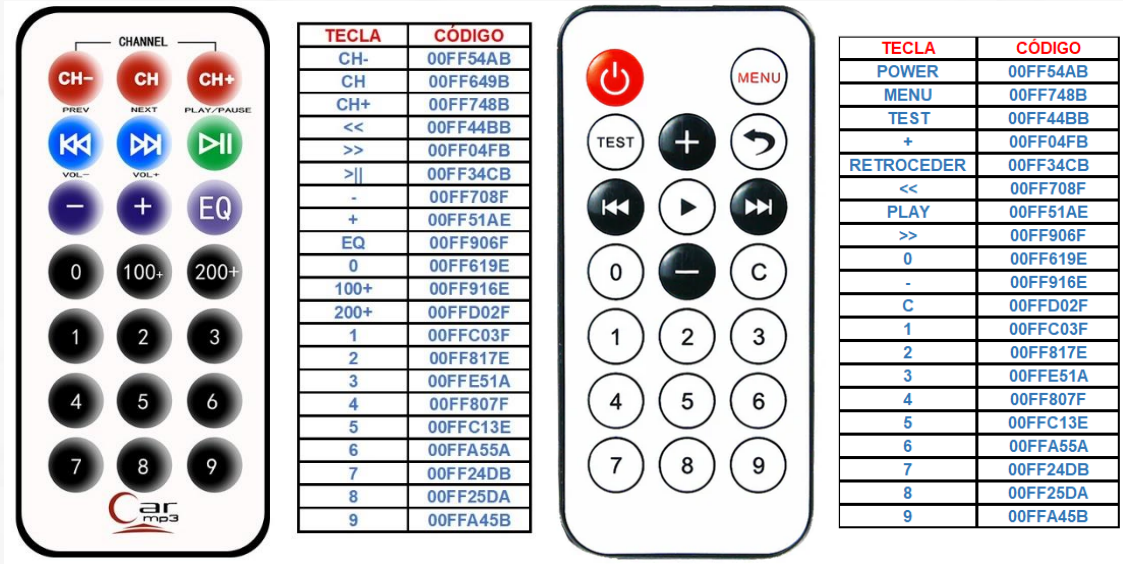 CHANNEL
CH- CH CH+
PREV NEXT PLAY/PAUSE
VOL- VOL+
- + EQ
0 100+ 200+
1 2 3
4 5 6
7 8 9
Car
mp3
TECLA CÓDIGO
CH- 00FF54AB
CH 00FF649B
CH+ 00FF748B
<< 00FF44BB
>> 00FF04FB
>|| 00FF34CB
- 00FF708F
+ 00FF51AE
EQ 00FF906F
0 00FF619E
100+ 00FF916E
200+ 00FFD02F
1 00FFC03F
2 00FF817E
3 00FFE51A
4 00FF807F
5 00FFC13E
6 00FFA55A
7 00FF24DB
8 00FF25DA
9 00FFA45B
MENU
TEST +
0 - C
1 2 3
4 5 6
7 8 9
TECLA CÓDIGO
POWER 00FF54AB
MENU 00FF748B
TEST 00FF44BB
+ 00FF04FB
RETROCEDER 00FF34CB
<< 00FF708F
PLAY 00FF51AE
>> 00FF906F
0 00FF619E
- 00FF916E
C 00FFD02F
1 00FFC03F
2 00FF817E
3 00FFE51A
4 00FF807F
5 00FFC13E
6 00FFA55A
7 00FF24DB
8 00FF25DA
9 00FFA45B